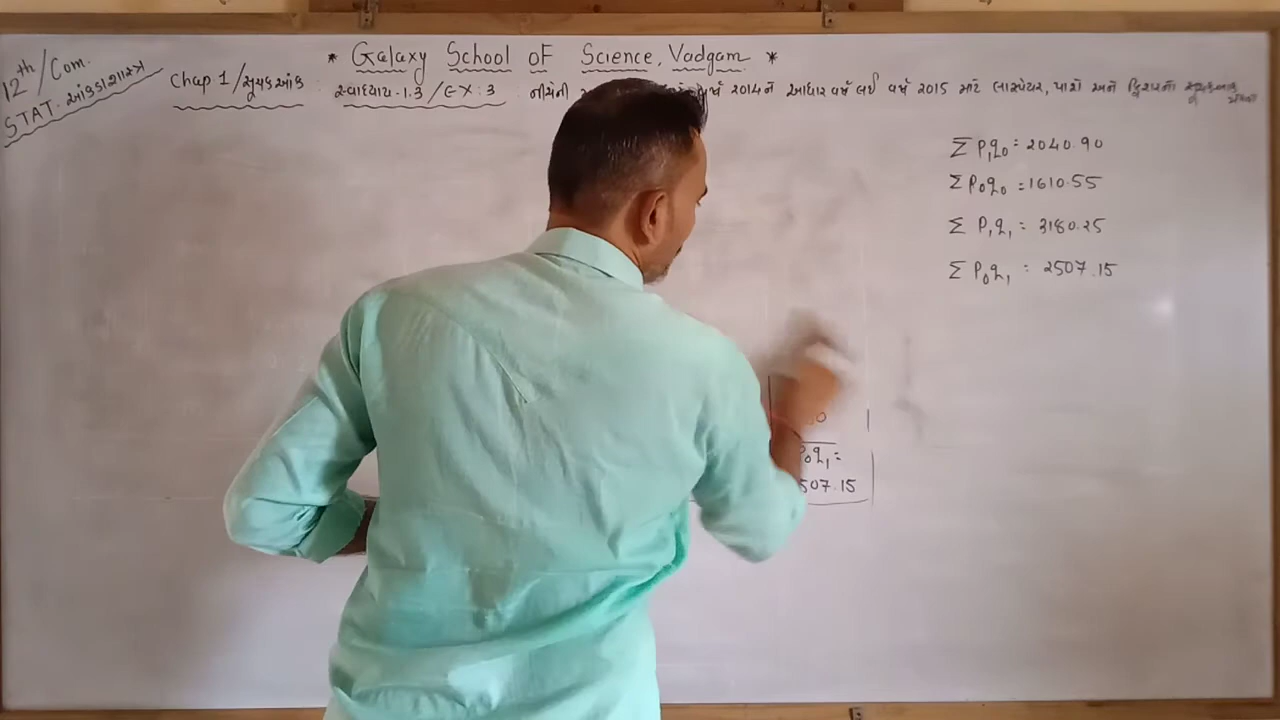 * Galaxy School of Science, Vadgam *
12th/Com.
STAT. આંકડાશાસ્ત્ર
Chap 1/સૂચક આંક : સ્વાધ્યાય-1.3/EX:3 : નીચેની વર્ષ 2014ને આધાર વર્ષ લઈ વર્ષ 2015 માટે લાસ્પેયર, પાશે અને ફિશરના
Σ P₁q₀ = 2040.90
Σ P₀q₀ = 1610.55
Σ P₁q₁ = 3180.25
Σ P₀q₁ = 2507.15
P₀q₁ =
507.15